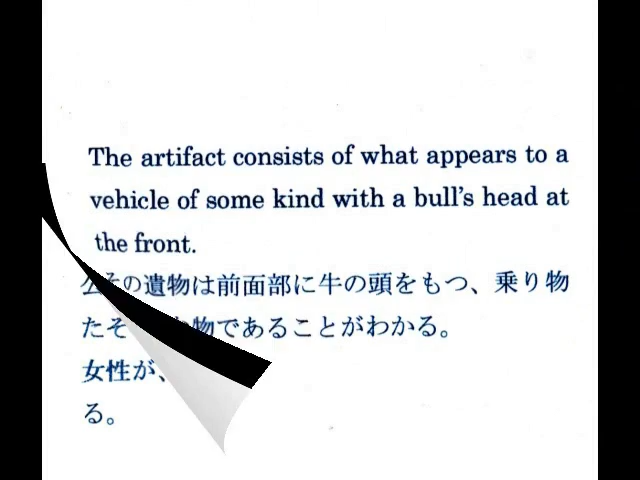 The artifact consists of what appears to a
vehicle of some kind with a bull's head at
the front.
その遺物は前面部に牛の頭をもつ、乗り物
たそ 物であることがわかる。
女性が、
る。